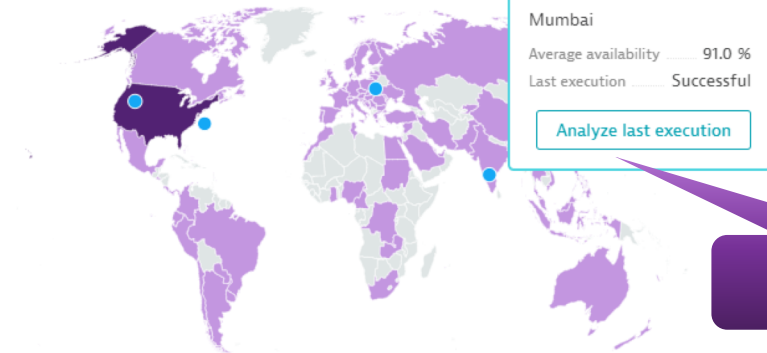 Mumbai
Average availability 91.0 %
Last execution Successful
Analyze last execution